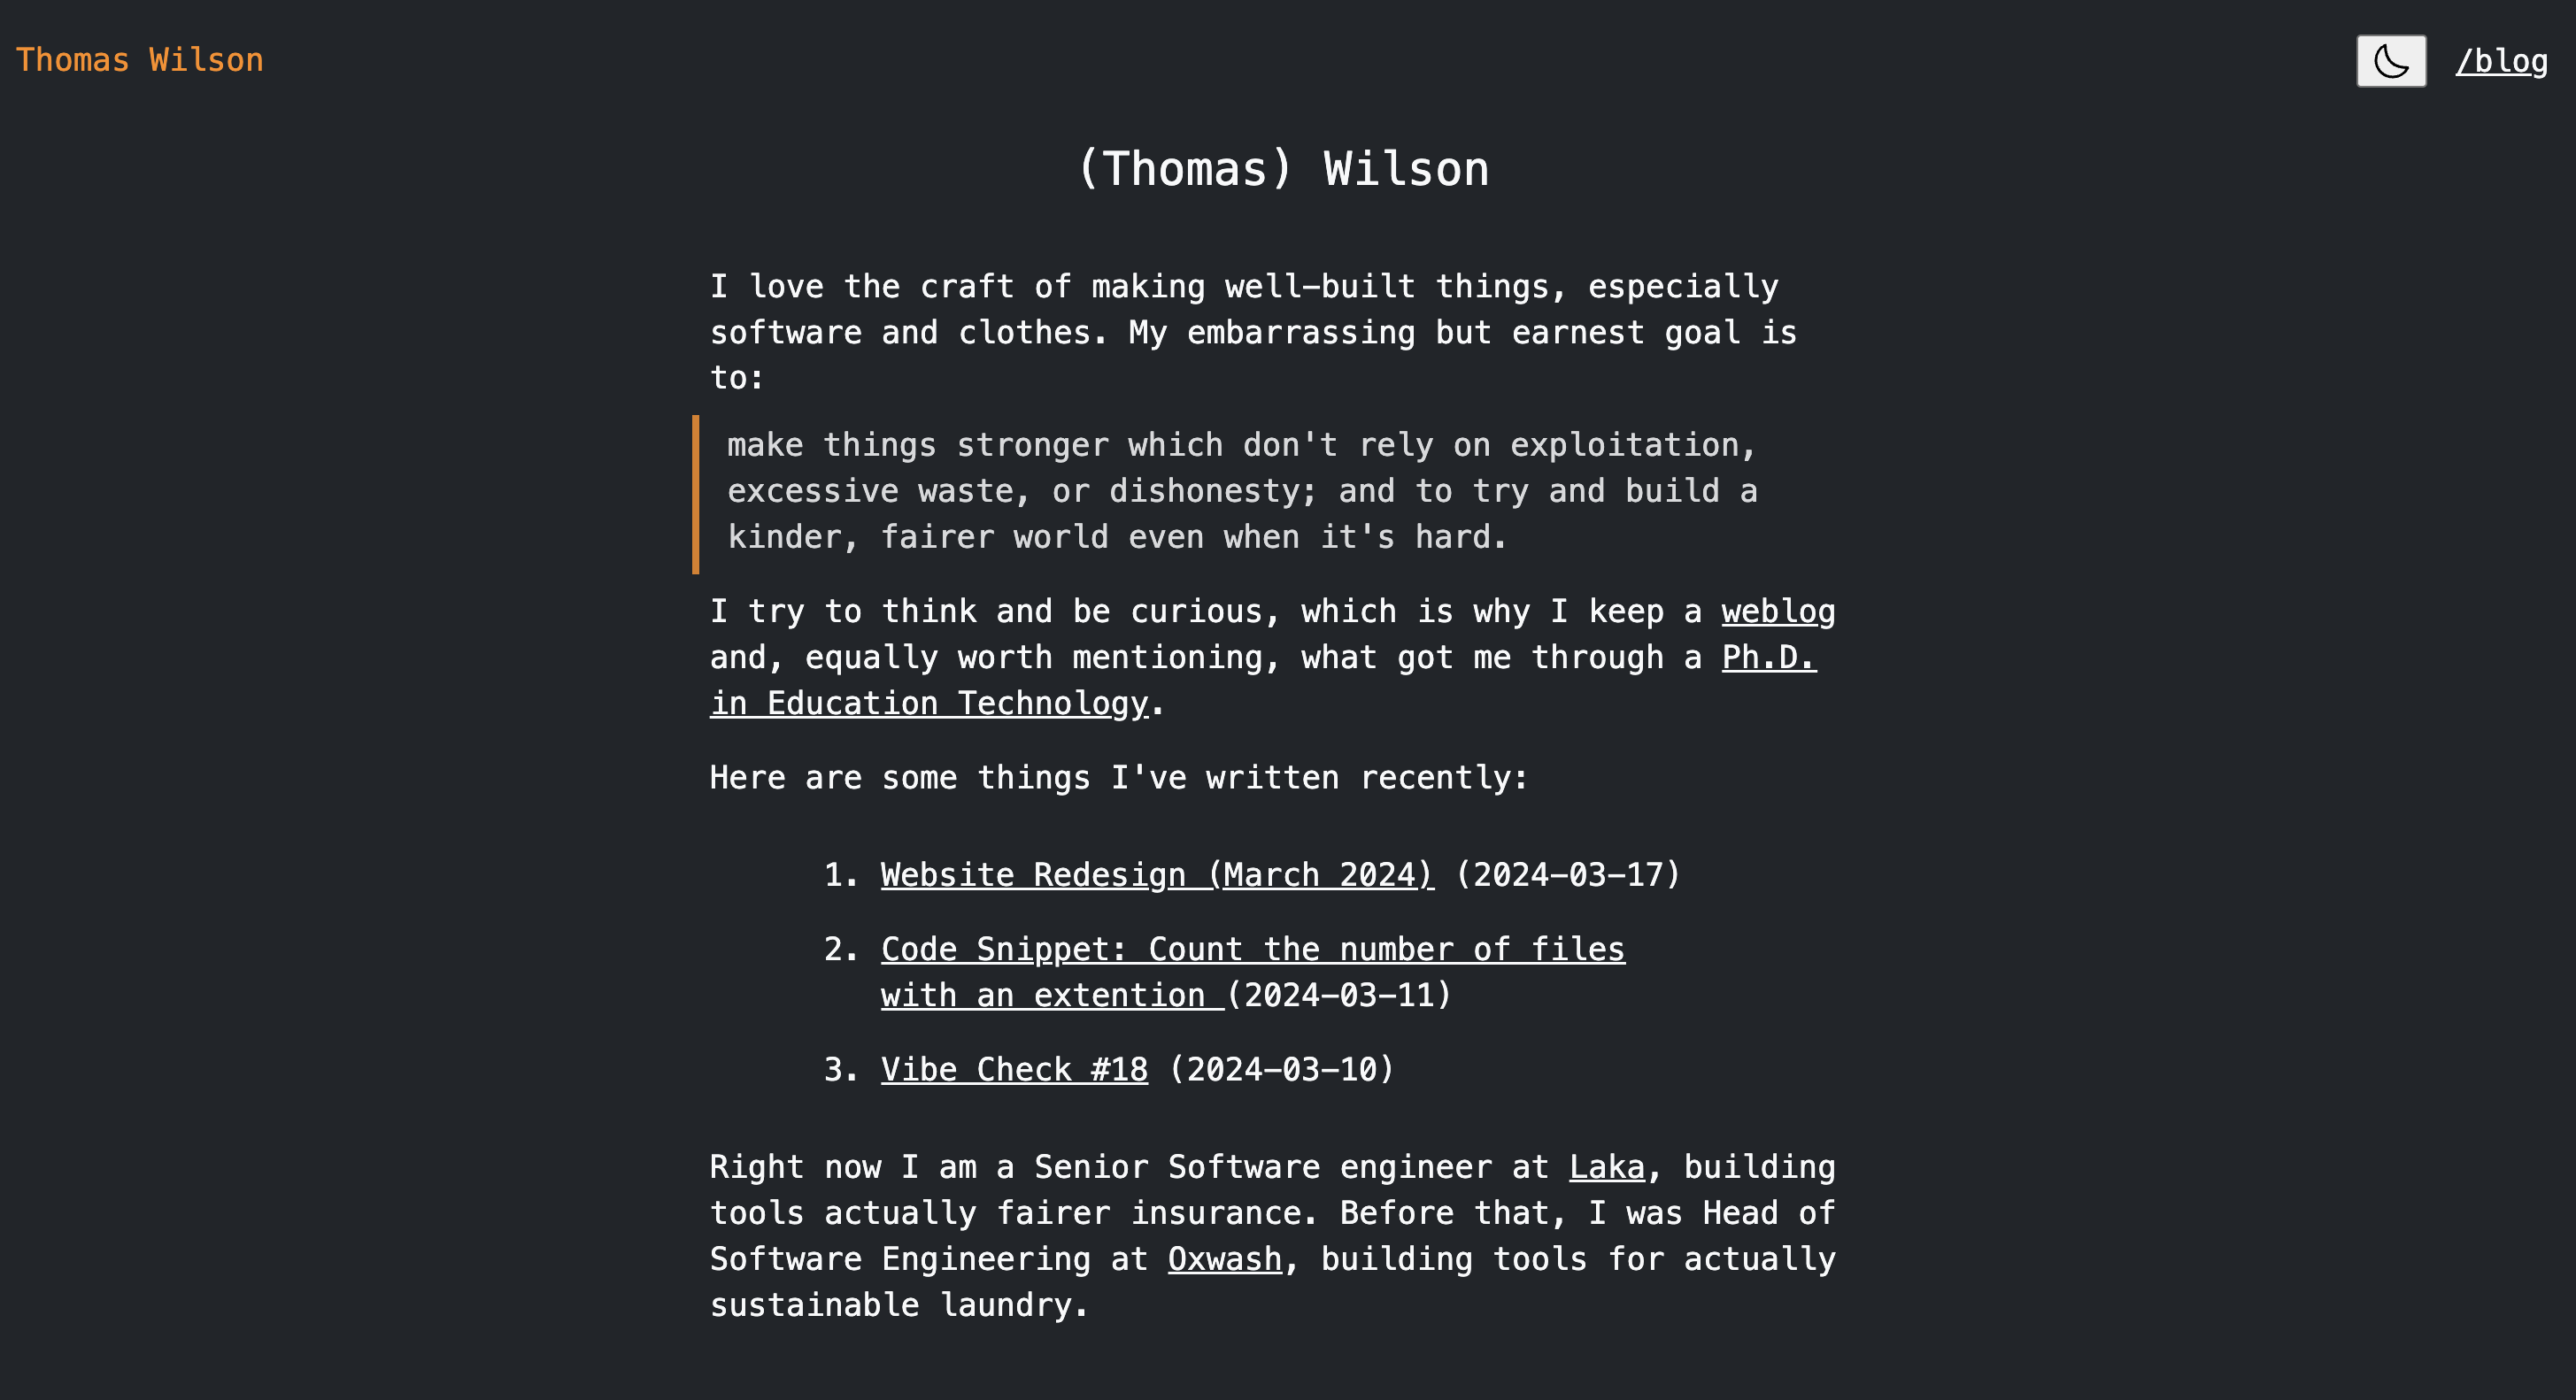 Thomas Wilson
/blog
(Thomas) Wilson
I love the craft of making well-built things, especially
software and clothes. My embarrassing but earnest goal is
to:
make things stronger which don't rely on exploitation,
excessive waste, or dishonesty; and to try and build a
kinder, fairer world even when it's hard.
I try to think and be curious, which is why I keep a weblog
and, equally worth mentioning, what got me through a Ph.D.
in Education Technology.
Here are some things I've written recently:
1. Website Redesign (March 2024) (2024-03-17)
2. Code Snippet: Count the number of files
with an extention (2024-03-11)
3. Vibe Check #18 (2024-03-10)
Right now I am a Senior Software engineer at Laka, building
tools actually fairer insurance. Before that, I was Head of
Software Engineering at Oxwash, building tools for actually
sustainable laundry.